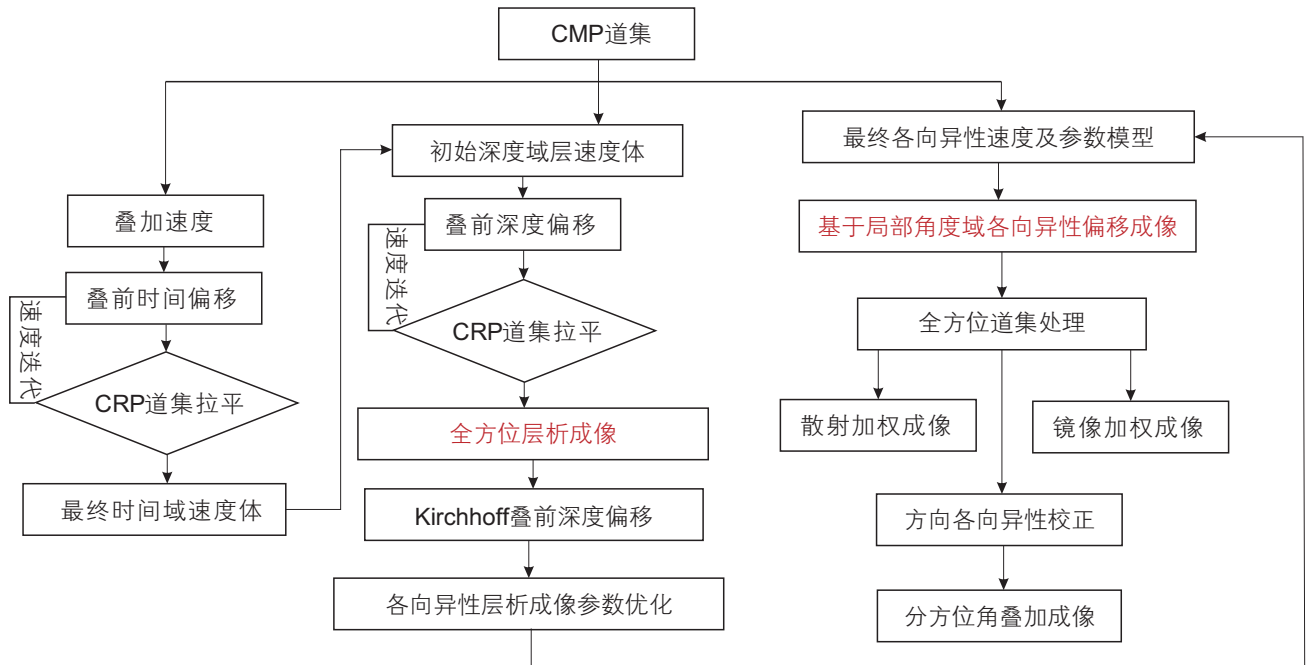 CMP道集
叠加速度
叠前时间偏移
速度迭代
CRP道集拉平
最终时间域速度体
初始深度域层速度体
叠前深度偏移
速度迭代
CRP道集拉平
全方位层析成像
Kirchhoff叠前深度偏移
各向异性层析成像参数优化
最终各向异性速度及参数模型
基于局部角度域各向异性偏移成像
全方位道集处理
散射加权成像
镜像加权成像
方向各向异性校正
分方位角叠加成像